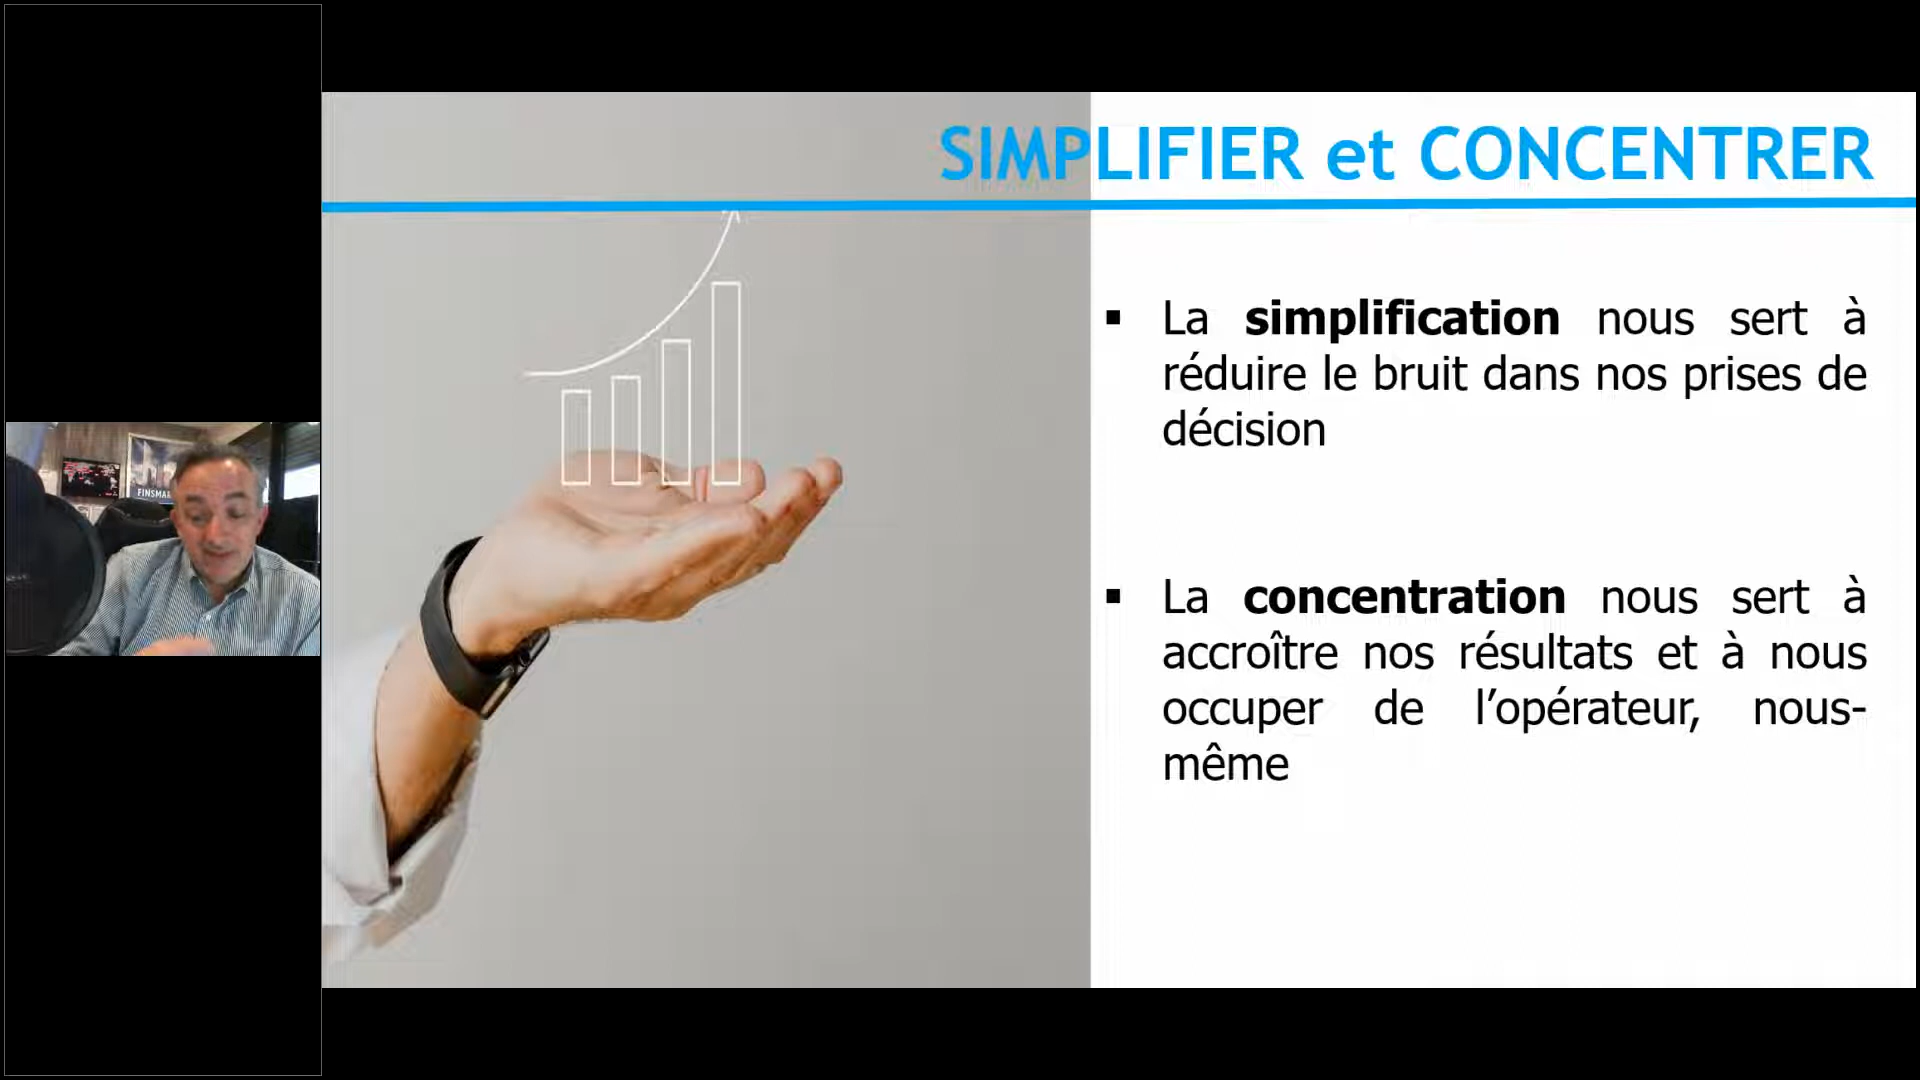 SIMPLIFIER et CONCENTRER
▪ La simplification nous sert à
réduire le bruit dans nos prises de
décision
▪ La concentration nous sert à
accroître nos résultats et à nous
occuper de l’opérateur, nous-
même
FINSMA